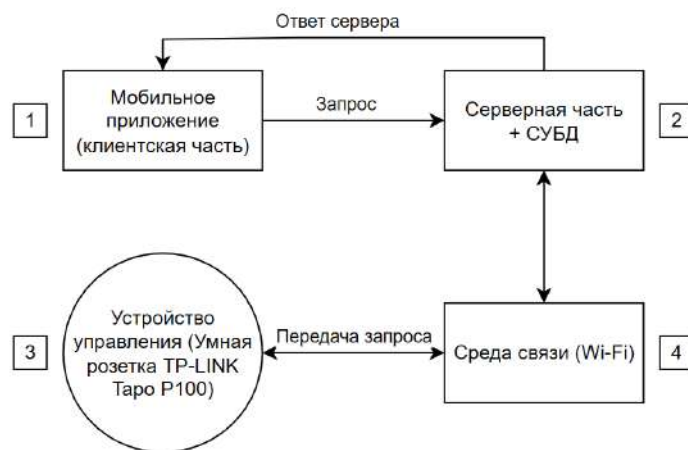 Ответ сервера
1
Мобильное
приложение
(клиентская часть)
Запрос
Серверная часть
+ СУБД
2
3
Устройство
управления (Умная
розетка TP-LINK
Tapo P100)
Передача запроса
Среда связи (Wi-Fi)
4